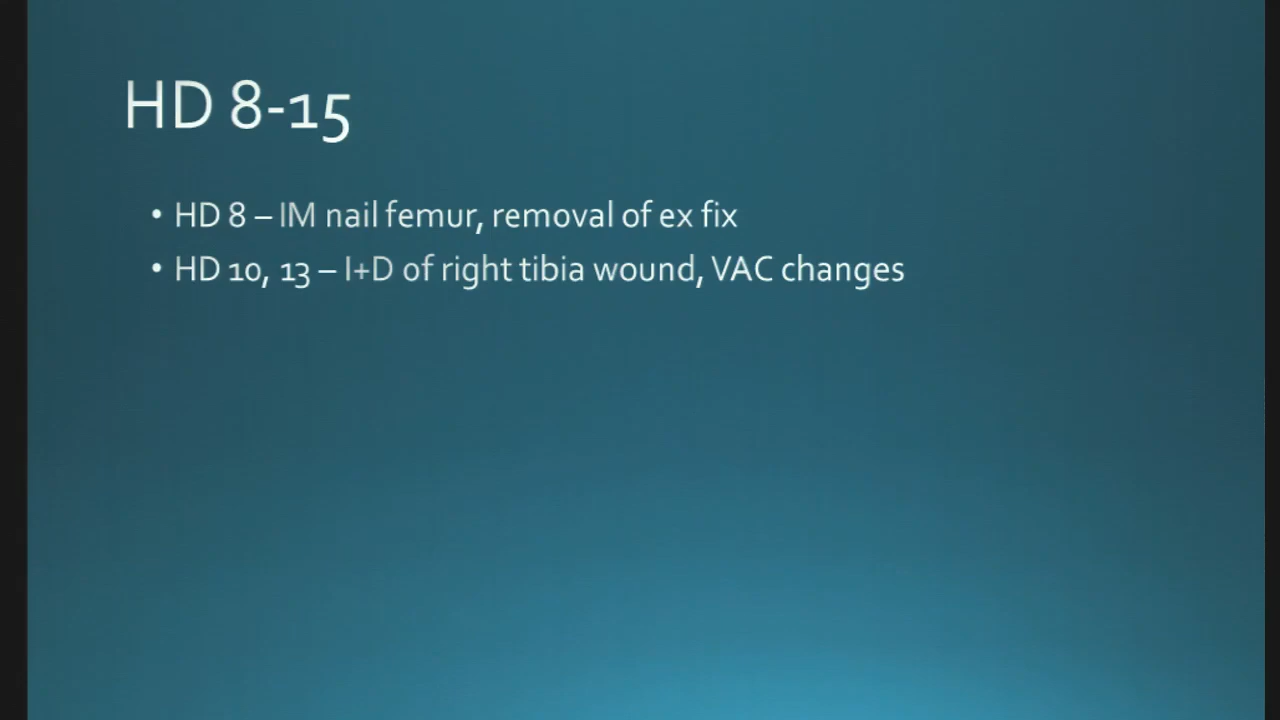 HD 8-15
• HD 8 – IM nail femur, removal of ex fix
• HD 10, 13 – I+D of right tibia wound, VAC changes